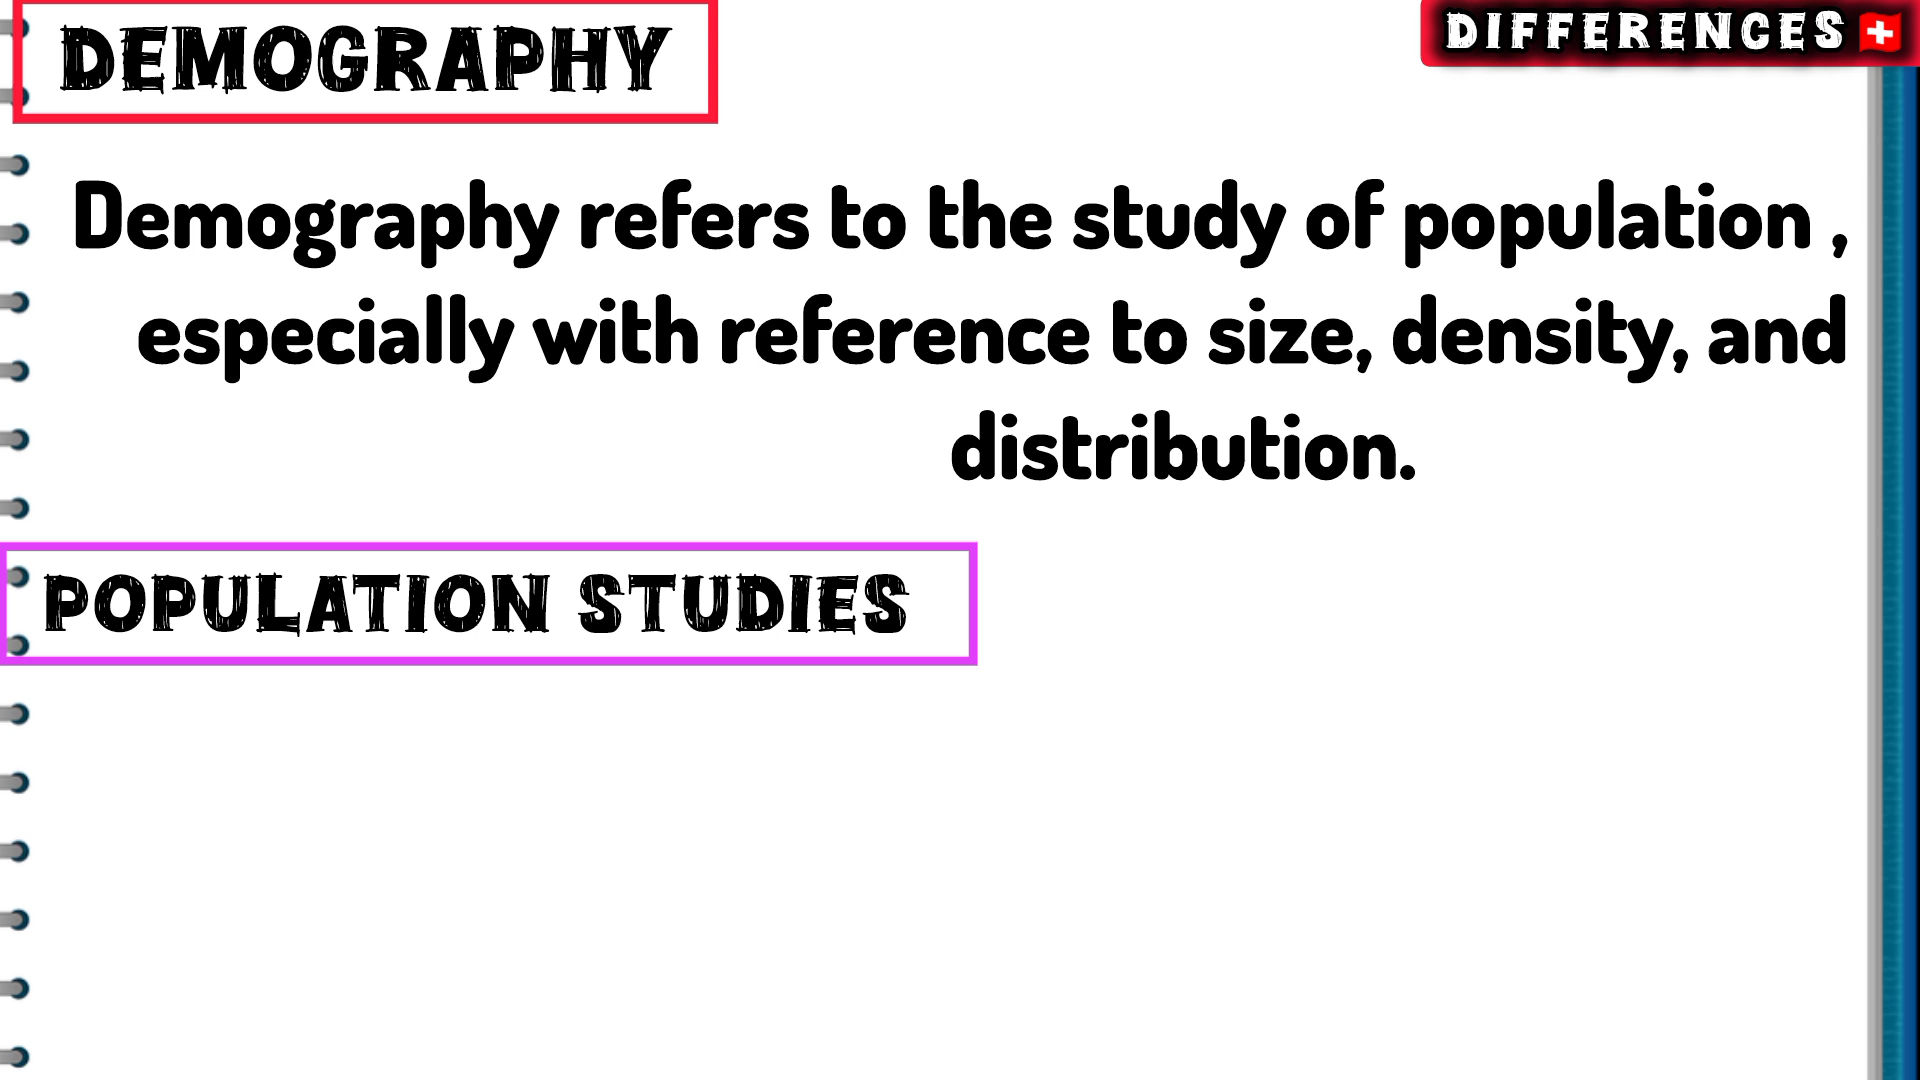 DEMOGRAPHY
DIFFERENCES
Demography refers to the study of population ,
especially with reference to size, density, and
distribution.
POPULATION STUDIES